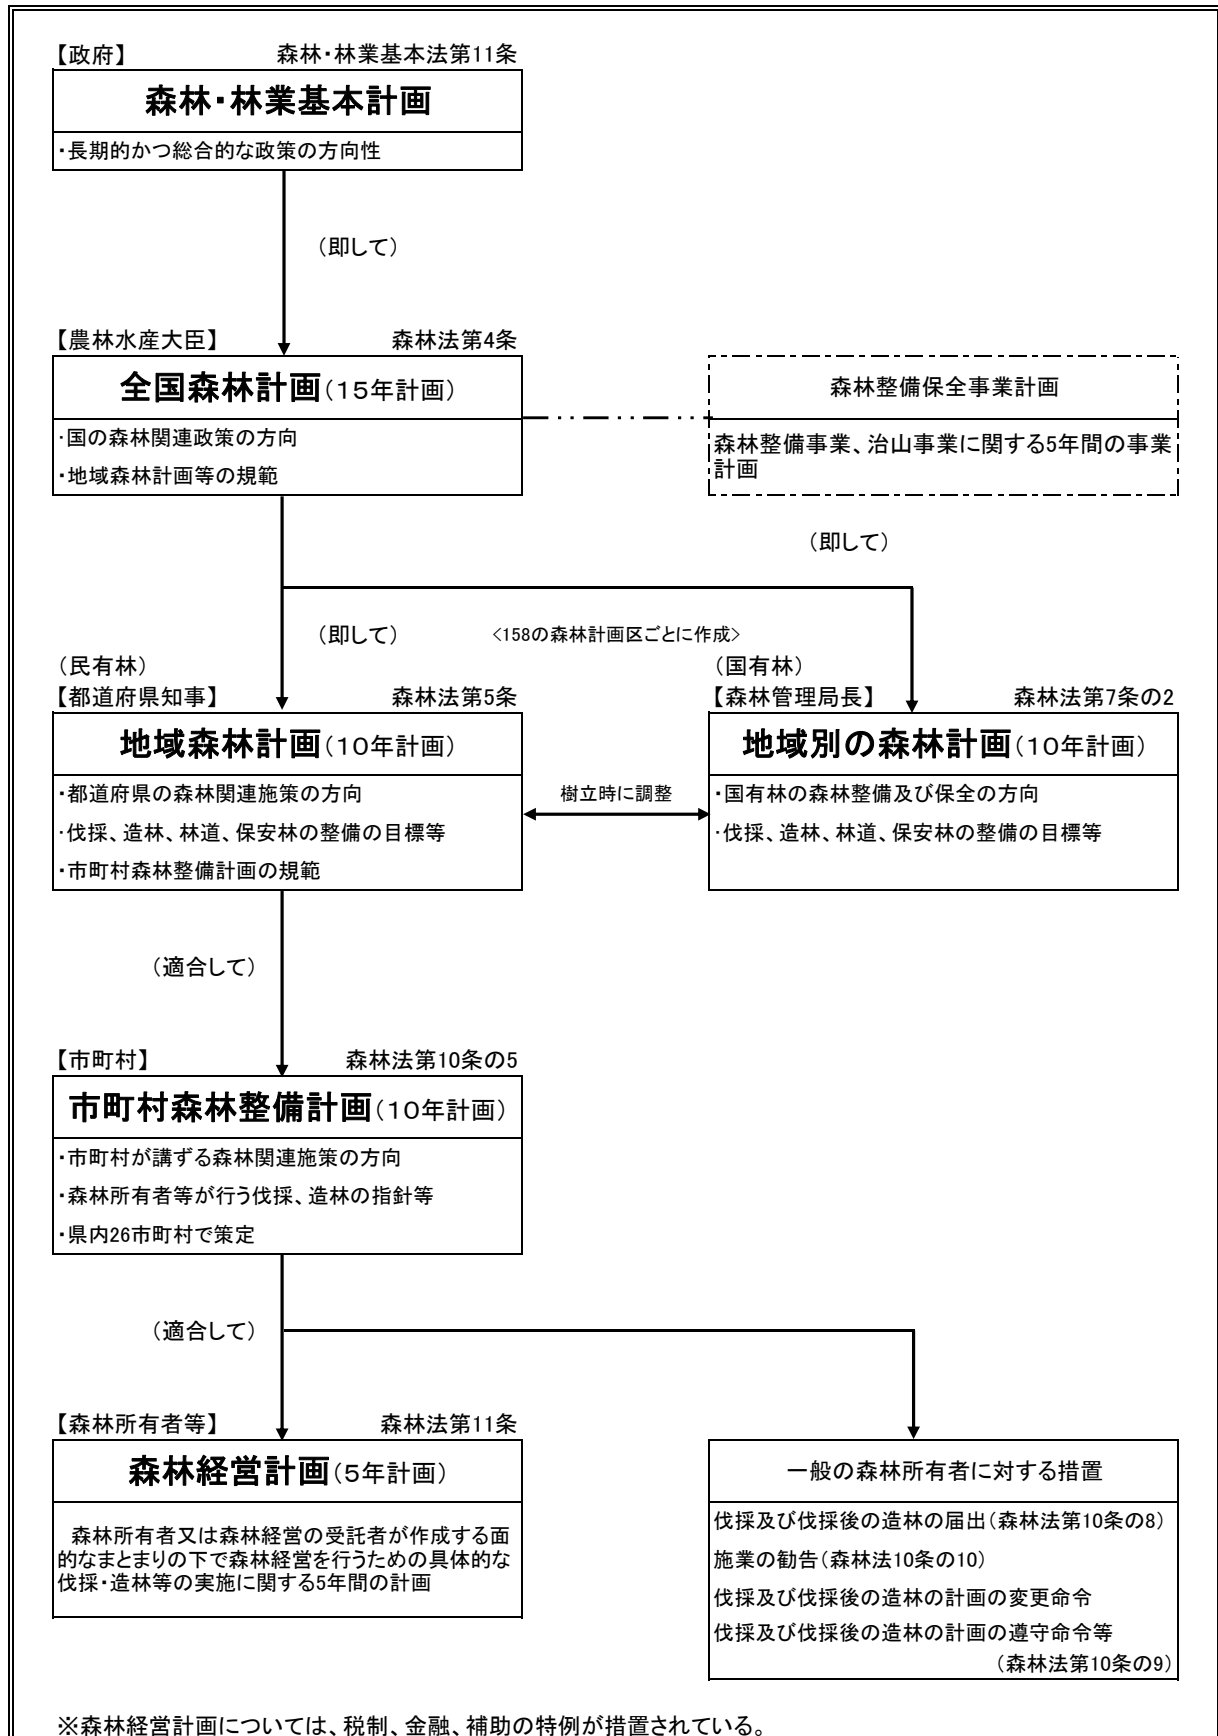 【政府】 森林・林業基本法第11条
森林・林業基本計画
・長期的かつ総合的な政策の方向性
（即して）
【農林水産大臣】 森林法第4条
全国森林計画（15年計画）
・国の森林関連政策の方向
・地域森林計画等の規範
森林整備保全事業計画
森林整備事業、治山事業に関する5年間の事業
計画
（即して）
（即して） <158の森林計画区ごとに作成>
（民有林）
【都道府県知事】 森林法第5条
地域森林計画（10年計画）
・都道府県の森林関連施策の方向
・伐採、造林、林道、保安林の整備の目標等
・市町村森林整備計画の規範
樹立時に調整
（国有林）
【森林管理局長】 森林法第7条の2
地域別の森林計画（10年計画）
・国有林の森林整備及び保全の方向
・伐採、造林、林道、保安林の整備の目標等
（適合して）
【市町村】 森林法第10条の5
市町村森林整備計画（10年計画）
・市町村が講ずる森林関連施策の方向
・森林所有者等が行う伐採、造林の指針等
・県内26市町村で策定
（適合して）
【森林所有者等】 森林法第11条
森林経営計画（5年計画）
森林所有者又は森林経営の受託者が作成する面
的なまとまりの下で森林経営を行うための具体的な
伐採・造林等の実施に関する5年間の計画
一般の森林所有者に対する措置
伐採及び伐採後の造林の届出（森林法第10条の8）
施業の勧告（森林法10条の10）
伐採及び伐採後の造林の計画の変更命令
伐採及び伐採後の造林の計画の遵守命令等
（森林法第10条の9）
※森林経営計画については、税制、金融、補助の特例が措置されている。